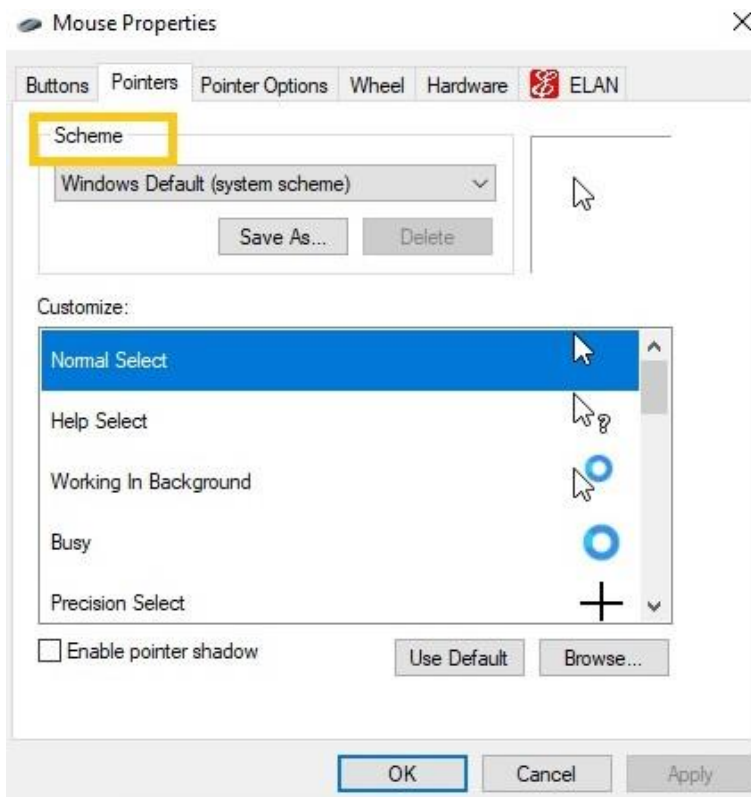 Mouse Properties
Buttons Pointers Pointer Options Wheel Hardware ELAN
Scheme
Windows Default (system scheme)
Save As... Delete
Customize:
Normal Select
Help Select
Working In Background
Busy
Precision Select
Enable pointer shadow Use Default Browse...
OK Cancel Apply